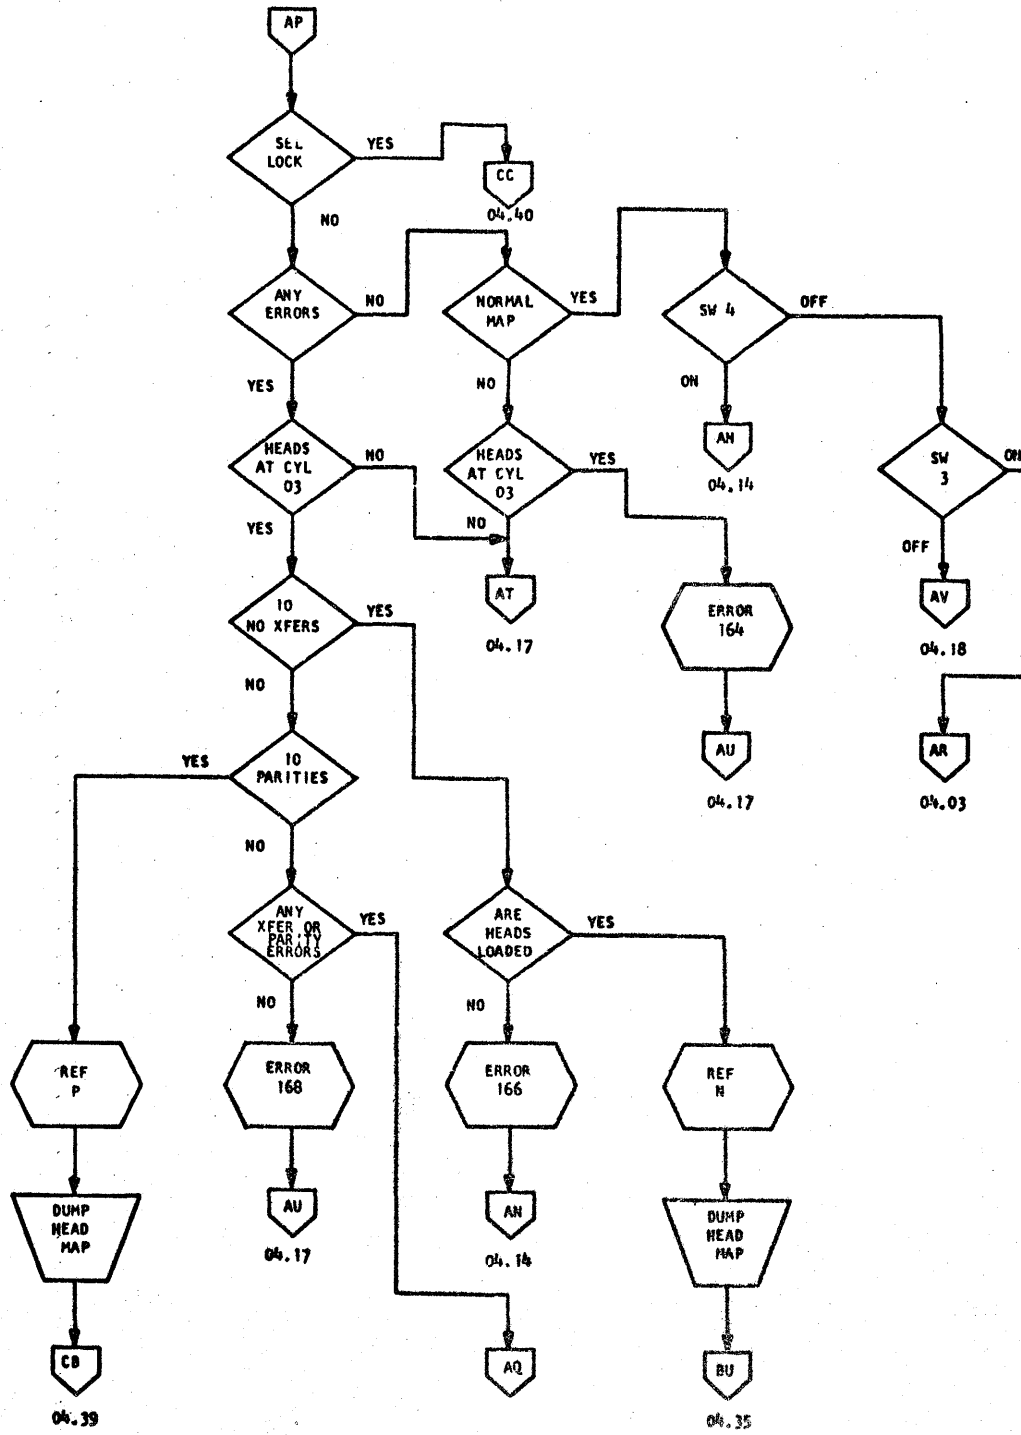 AP
SEL
LOCK
YES
CC
04.40
NO
ANY
ERRORS
NO
NORMAL
MAP
YES
SW 4
OFF
YES
NO
ON
AN
04.14
HEADS
AT CYL
03
NO
HEADS
AT CYL
03
YES
SW
3
ON
YES
NO
OFF
10
NO XFERS
YES
AT
04.17
ERROR
164
AV
04.18
NO
YES
10
PARITIES
AU
04.17
AR
04.03
NO
ANY
XFER OR
PARITY
ERRORS
YES
ARE
HEADS
LOADED
YES
NO
NO
REF
P
ERROR
168
ERROR
166
REF
N
DUMP
HEAD
MAP
AU
04.17
AN
04.14
DUMP
HEAD
MAP
CB
04.39
AQ
BU
04.35